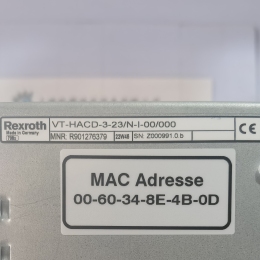 Rexroth
Made in Germany
VT-HACD-3-23/N-I-00/000
MNR: R901276379
22W48
SN: Z000991.0.b
CE
MAC Adresse
00-60-34-8E-4B-0D